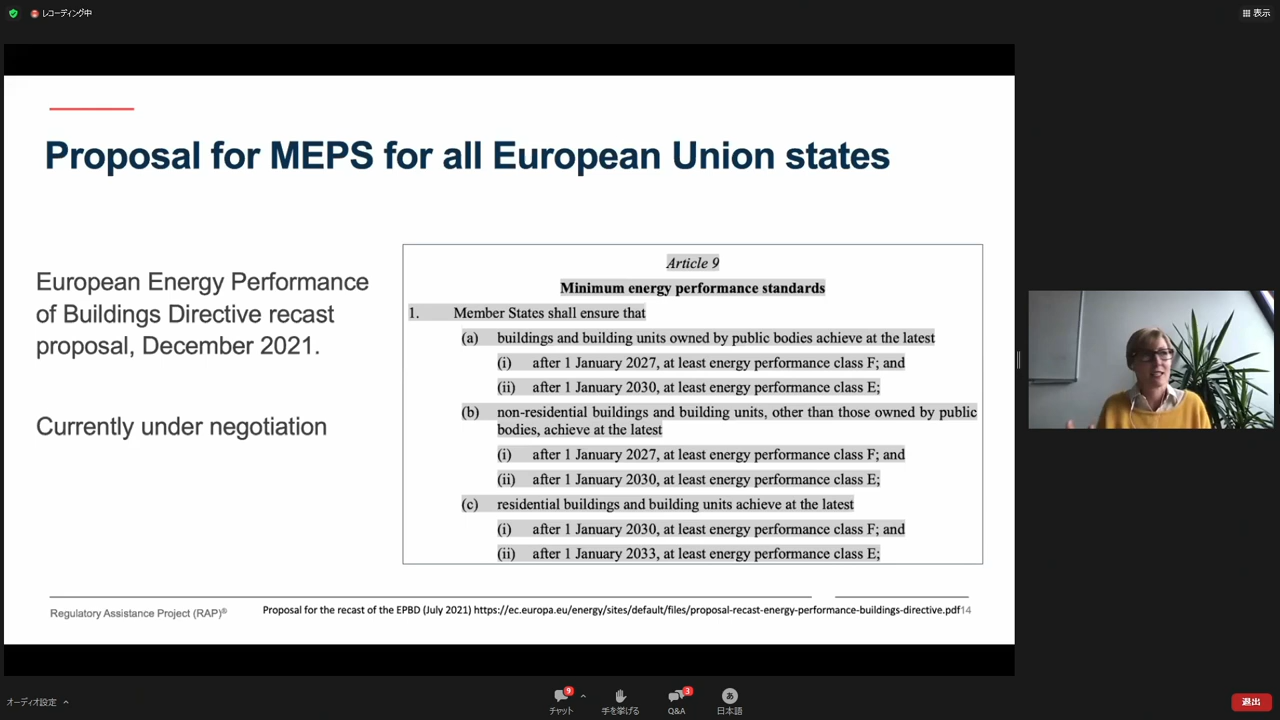 レコーディング中
表示
Proposal for MEPS for all European Union states
European Energy Performance
of Buildings Directive recast
proposal, December 2021.
Currently under negotiation
Article 9
Minimum energy performance standards
1. Member States shall ensure that
(a) buildings and building units owned by public bodies achieve at the latest
(i) after 1 January 2027, at least energy performance class F; and
(ii) after 1 January 2030, at least energy performance class E;
(b) non-residential buildings and building units, other than those owned by public
bodies, achieve at the latest
(i) after 1 January 2027, at least energy performance class F; and
(ii) after 1 January 2030, at least energy performance class E;
(c) residential buildings and building units achieve at the latest
(i) after 1 January 2030, at least energy performance class F; and
(ii) after 1 January 2033, at least energy performance class E;
Regulatory Assistance Project (RAP)®
Proposal for the recast of the EPBD (July 2021) https://ec.europa.eu/energy/sites/default/files/proposal-recast-energy-performance-buildings-directive.pdf14
オーディオ設定
9
チャット
手を挙げる
3
Q&A
あ
日本語
退出